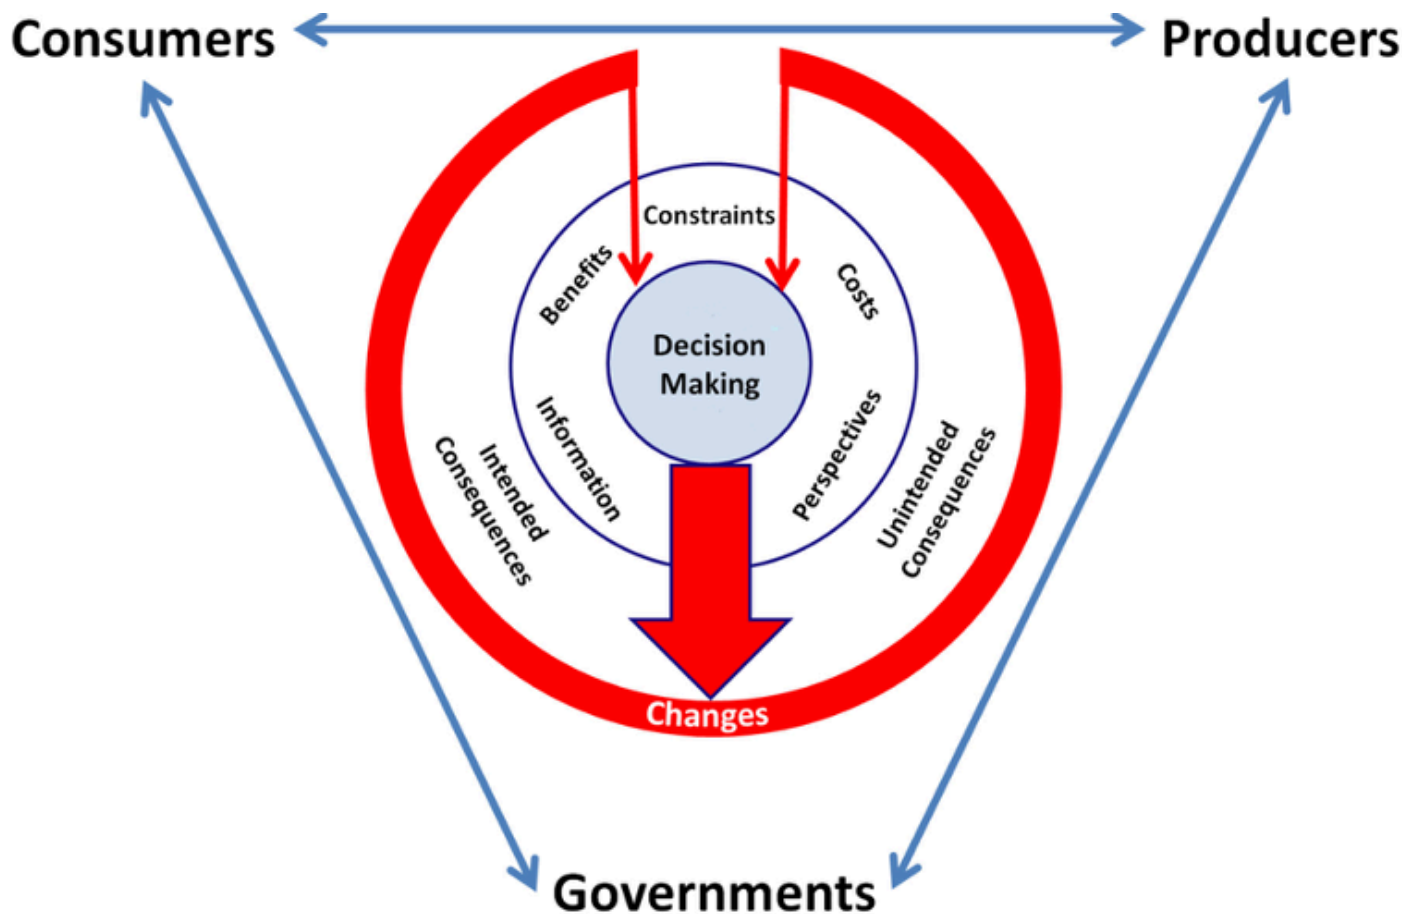 Consumers
Producers
Constraints
Benefits
Costs
Decision
Making
Information
Perspectives
Intended
Consequences
Unintended
Consequences
Changes
Governments